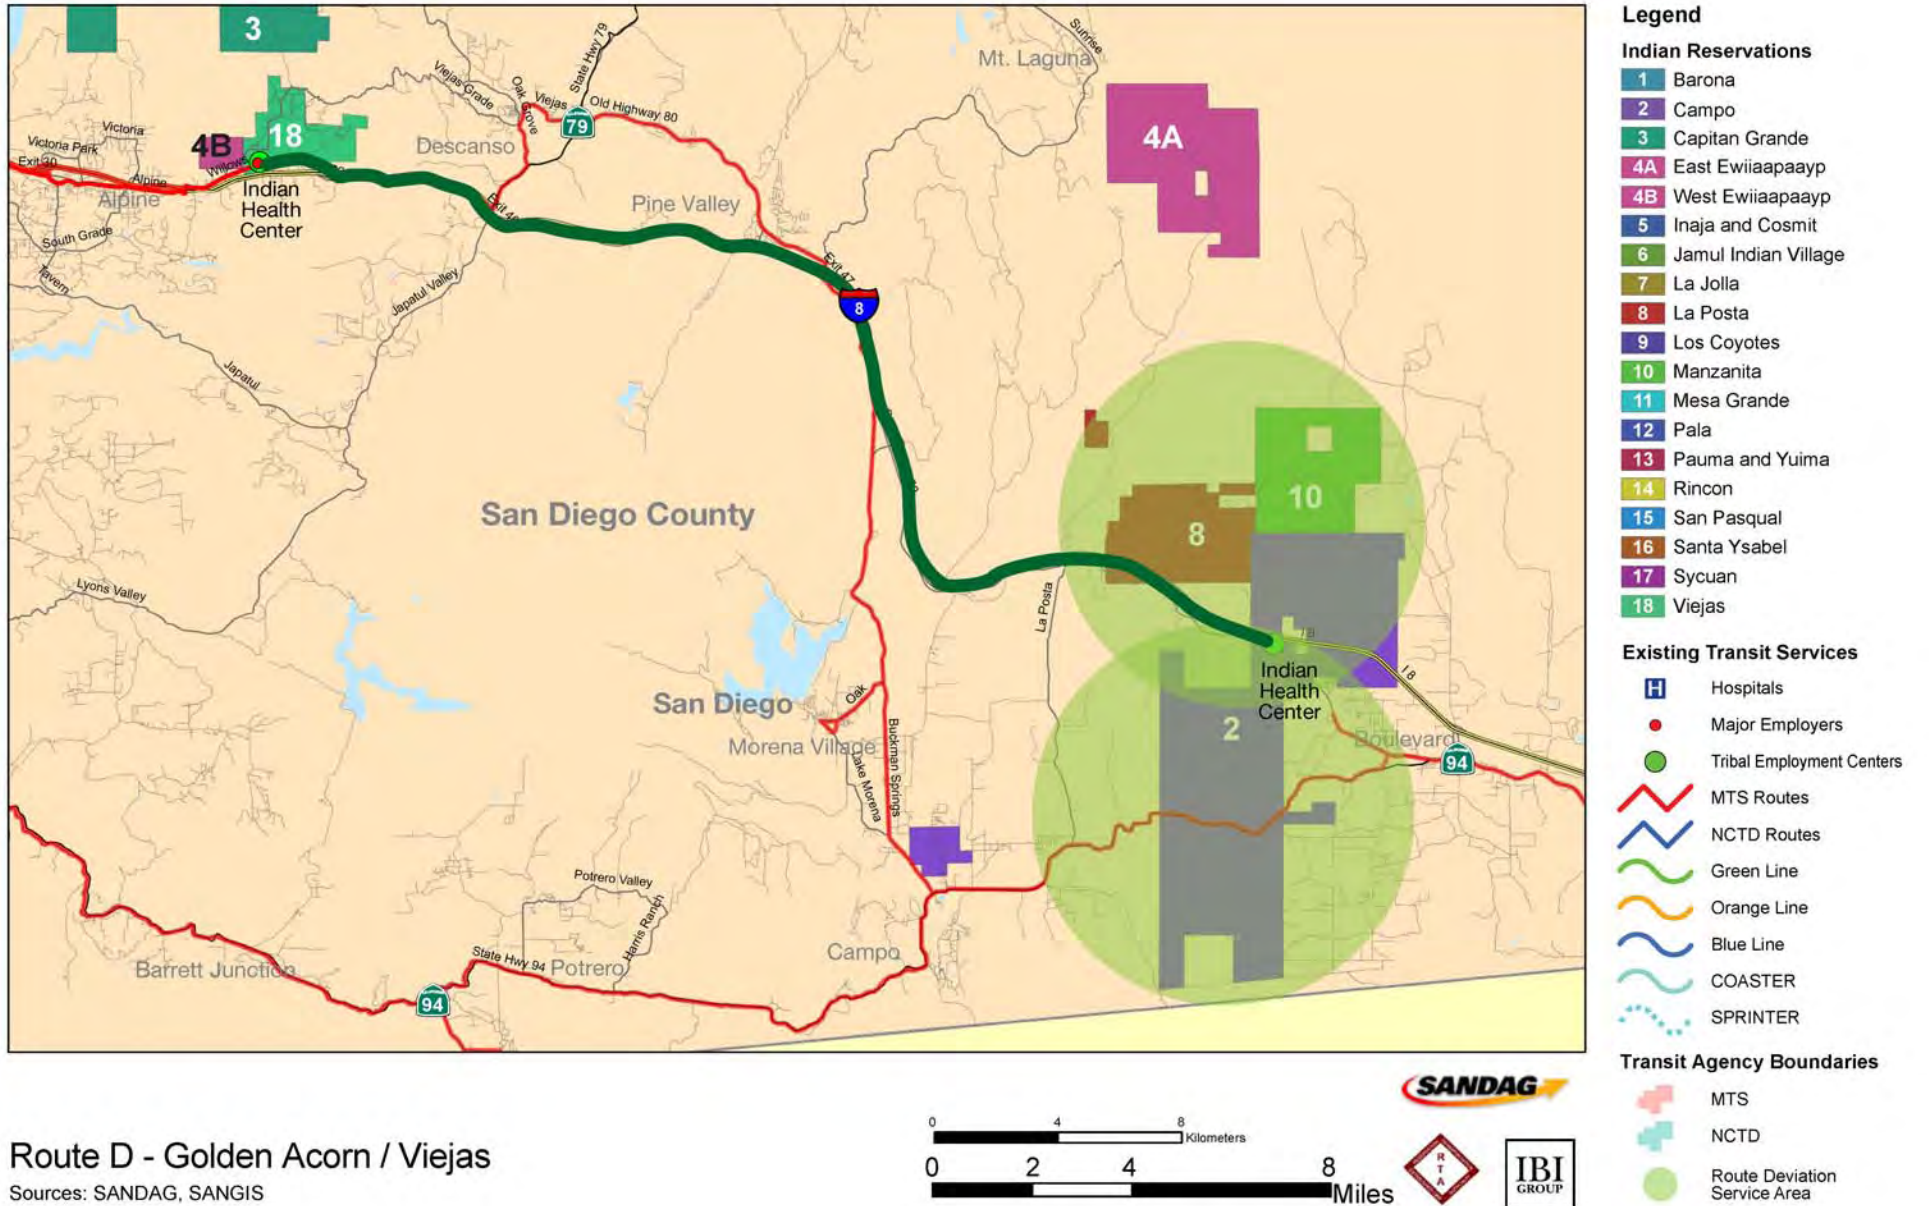 3
State Hwy 79
Sunrise
Mt. Laguna
Viejas Grade
Oak Grove
Viejas
Old Highway 80
79
Victoria
Victoria Park
4B
18
Descanso
4A
Exit 30
Willows
Alpine
Alpine
Indian
Health
Center
Exit 40
Pine Valley
South Grade
Tavern
Exit 47
Japatul Valley
8
Japatul
San Diego County
10
8
Lyons Valley
La Posta
I 8
I 8
Indian
Health
Center
San Diego
Oak
2
Morena Village
Buckman Springs
Lake Morena
Boulevard
94
Potrero Valley
Harris Ranch
State Hwy 94
Potrero
Campo
Barrett Junction
94
Legend
Indian Reservations
1 Barona
2 Campo
3 Capitan Grande
4A East Ewiiaapaayp
4B West Ewiiaapaayp
5 Inaja and Cosmit
6 Jamul Indian Village
7 La Jolla
8 La Posta
9 Los Coyotes
10 Manzanita
11 Mesa Grande
12 Pala
13 Pauma and Yuima
14 Rincon
15 San Pasqual
16 Santa Ysabel
17 Sycuan
18 Viejas
Existing Transit Services
H Hospitals
Major Employers
Tribal Employment Centers
MTS Routes
NCTD Routes
Green Line
Orange Line
Blue Line
COASTER
SPRINTER
Transit Agency Boundaries
MTS
NCTD
Route Deviation
Service Area
Route D - Golden Acorn / Viejas
Sources: SANDAG, SANGIS
0 4 8
Kilometers
0 2 4 8
Miles
SANDAG
R
T
A
IBI
GROUP